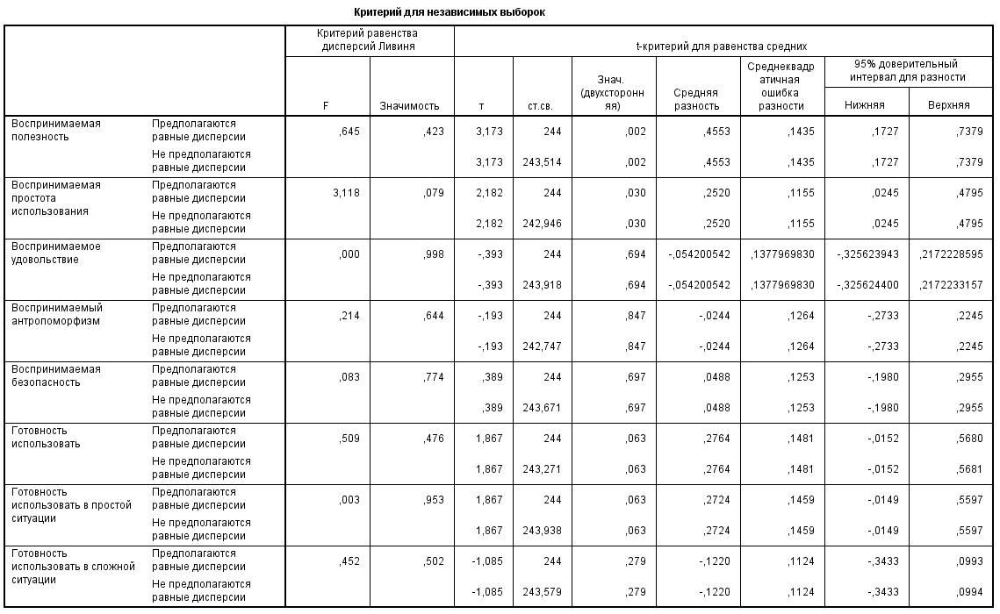 Критерий для независимых выборок
Критерий равенства дисперсий Ливиня t-критерий для равенства средних
F Значимость т ст.св. Знач. (двухсторонн яя) Средняя разность Среднеквадр атичная ошибка разности 95% доверительный интервал для разности
Нижняя Верхняя
Воспринимаемая полезность Предполагаются равные дисперсии ,645 ,423 3,173 244 ,002 ,4553 ,1435 ,1727 ,7379
Не предполагаются равные дисперсии 3,173 243,514 ,002 ,4553 ,1435 ,1727 ,7379
Воспринимаемая простота использования Предполагаются равные дисперсии 3,118 ,079 2,182 244 ,030 ,2520 ,1155 ,0245 ,4795
Не предполагаются равные дисперсии 2,182 242,946 ,030 ,2520 ,1155 ,0245 ,4795
Воспринимаемое удовольствие Предполагаются равные дисперсии ,000 ,998 -,393 244 ,694 -,054200542 ,1377969830 -,325623943 ,2172228595
Не предполагаются равные дисперсии -,393 243,918 ,694 -,054200542 ,1377969830 -,325624400 ,2172233157
Воспринимаемый антропоморфизм Предполагаются равные дисперсии ,214 ,644 -,193 244 ,847 -,0244 ,1264 -,2733 ,2245
Не предполагаются равные дисперсии -,193 242,747 ,847 -,0244 ,1264 -,2733 ,2245
Воспринимаемая безопасность Предполагаются равные дисперсии ,083 ,774 ,389 244 ,697 ,0488 ,1253 -,1980 ,2955
Не предполагаются равные дисперсии ,389 243,671 ,697 ,0488 ,1253 -,1980 ,2955
Готовность использовать Предполагаются равные дисперсии ,509 ,476 1,867 244 ,063 ,2764 ,1481 -,0152 ,5680
Не предполагаются равные дисперсии 1,867 243,271 ,063 ,2764 ,1481 -,0152 ,5681
Готовность использовать в простой ситуации Предполагаются равные дисперсии ,003 ,953 1,867 244 ,063 ,2724 ,1459 -,0149 ,5597
Не предполагаются равные дисперсии 1,867 243,938 ,063 ,2724 ,1459 -,0149 ,5597
Готовность использовать в сложной ситуации Предполагаются равные дисперсии ,452 ,502 -1,085 244 ,279 -,1220 ,1124 -,3433 ,0993
Не предполагаются равные дисперсии -1,085 243,579 ,279 -,1220 ,1124 -,3433 ,0994